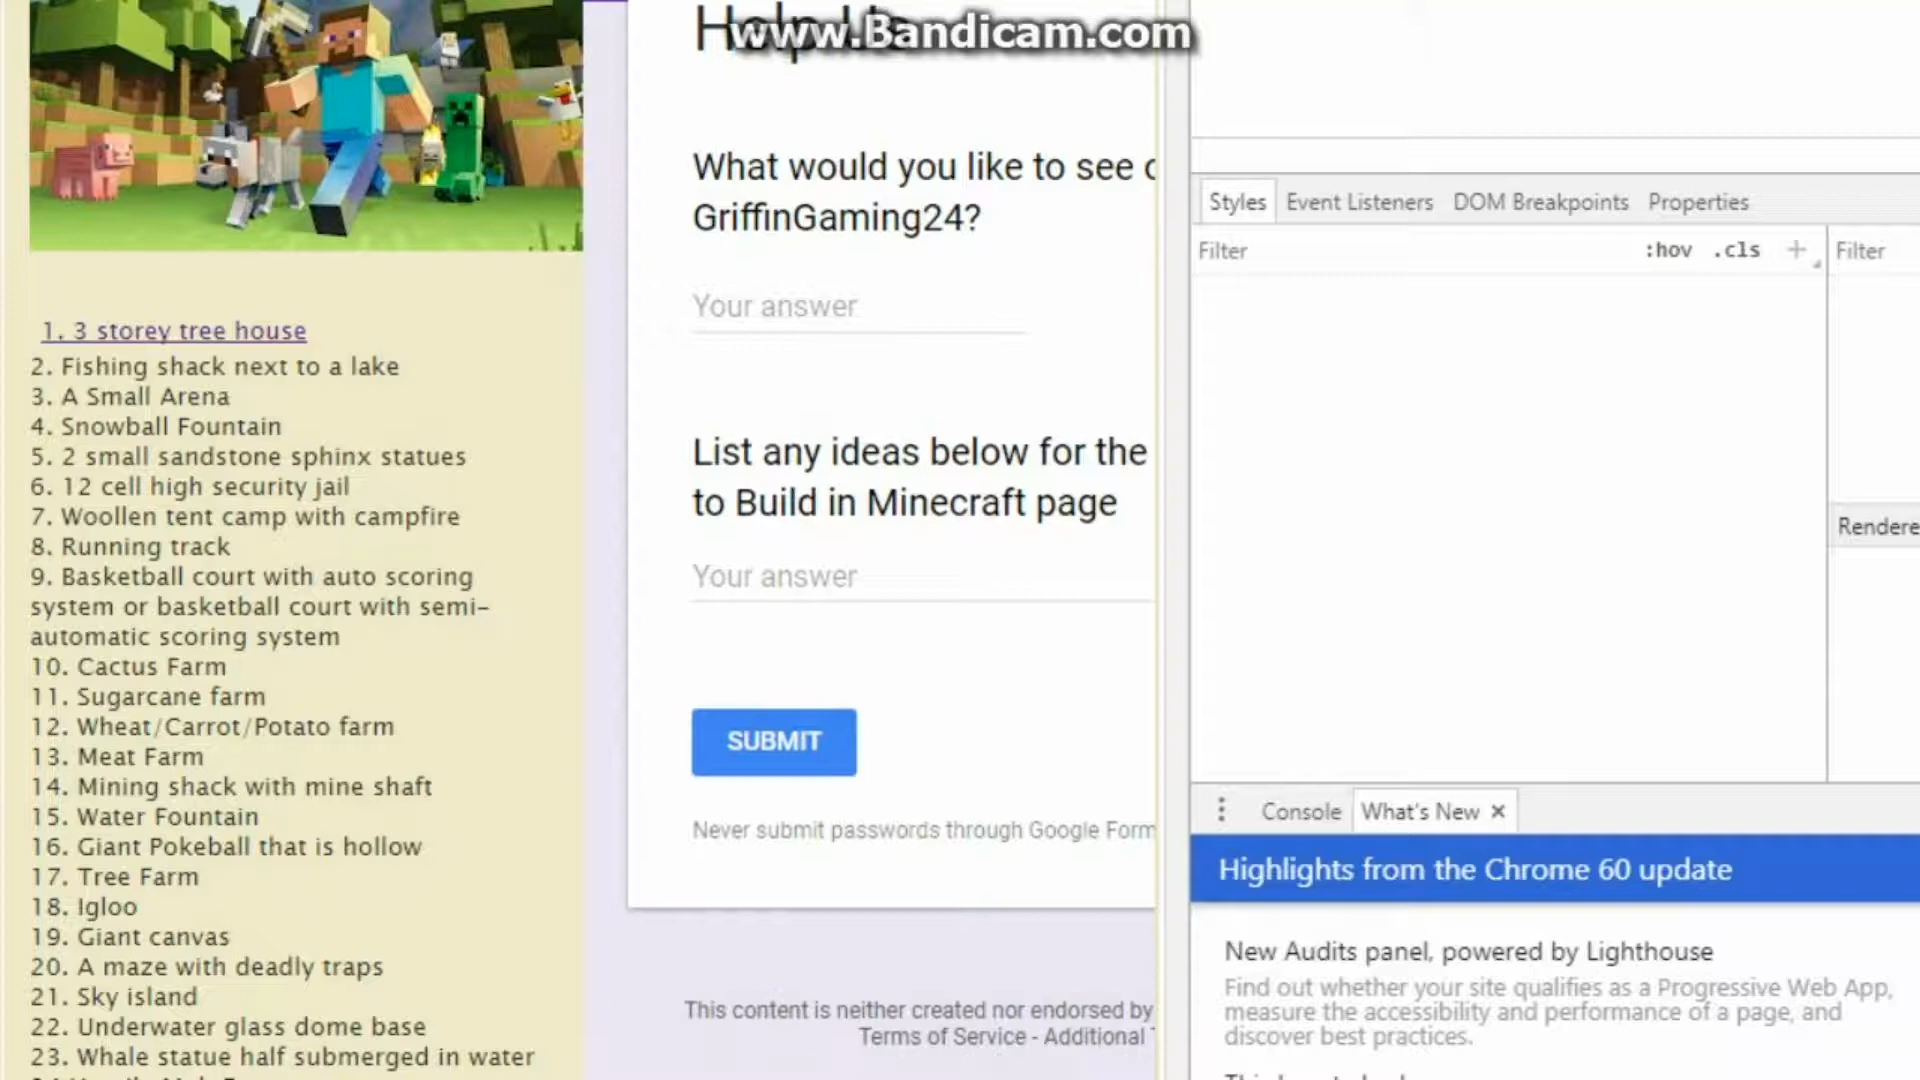 www.Bandicam.com
1. 3 storey tree house
2. Fishing shack next to a lake
3. A Small Arena
4. Snowball Fountain
5. 2 small sandstone sphinx statues
6. 12 cell high security jail
7. Woollen tent camp with campfire
8. Running track
9. Basketball court with auto scoring
system or basketball court with semi-
automatic scoring system
10. Cactus Farm
11. Sugarcane farm
12. Wheat/Carrot/Potato farm
13. Meat Farm
14. Mining shack with mine shaft
15. Water Fountain
16. Giant Pokeball that is hollow
17. Tree Farm
18. Igloo
19. Giant canvas
20. A maze with deadly traps
21. Sky island
22. Underwater glass dome base
23. Whale statue half submerged in water
Help Us
What would you like to see
GriffinGaming24?
Your answer
List any ideas below for the
to Build in Minecraft page
Your answer
SUBMIT
Never submit passwords through Google Form
This content is neither created nor endorsed by
Terms of Service - Additional
Styles Event Listeners DOM Breakpoints Properties
Filter :hov .cls + Filter
Rendere
Console What's New ×
Highlights from the Chrome 60 update
New Audits panel, powered by Lighthouse
Find out whether your site qualifies as a Progressive Web App,
measure the accessibility and performance of a page, and
discover best practices.